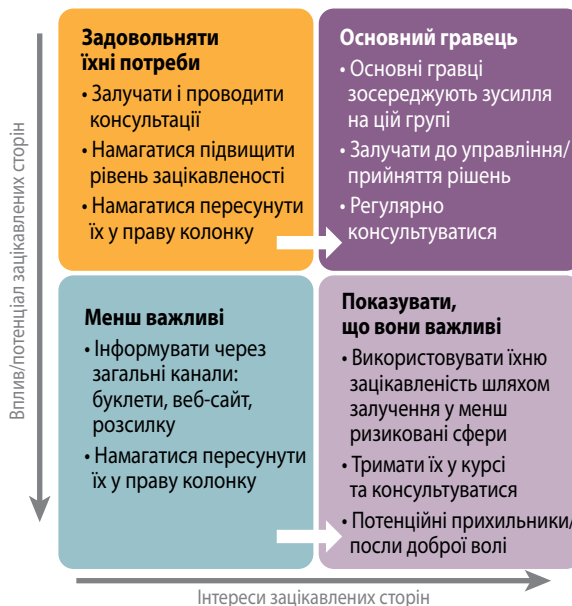 Вплив/потенціал зацікавлених сторін
Задовольняти
їхні потреби
• Залучати і проводити
консультації
• Намагатися підвищити
рівень зацікавленості
• Намагатися пересунути
їх у праву колонку
Основний гравець
• Основні гравці
зосереджують зусилля
на цій групі
• Залучати до управління/
прийняття рішень
• Регулярно
консультуватися
Менш важливі
• Інформувати через
загальні канали:
буклети, веб-сайт,
розсилку
• Намагатися пересунути
їх у праву колонку
Показувати,
що вони важливі
• Використовувати їхню
зацікавленість шляхом
залучення у менш
ризиковані сфери
• Тримати їх у курсі
та консультуватися
• Потенційні прихильники/
посли доброї волі
Інтереси зацікавлених сторін